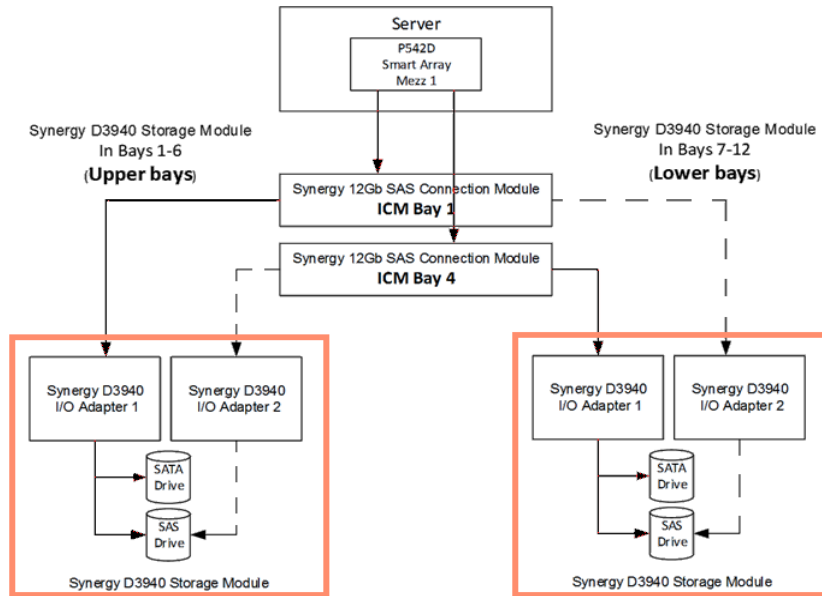 Server
P542D
Smart Array
Mezz 1
Synergy D3940 Storage Module
In Bays 1-6
(Upper bays)
Synergy D3940 Storage Module
In Bays 7-12
(Lower bays)
Synergy 12Gb SAS Connection Module
ICM Bay 1
Synergy 12Gb SAS Connection Module
ICM Bay 4
Synergy D3940
I/O Adapter 1
Synergy D3940
I/O Adapter 2
SATA
Drive
SAS
Drive
Synergy D3940 Storage Module
Synergy D3940
I/O Adapter 1
Synergy D3940
I/O Adapter 2
SATA
Drive
SAS
Drive
Synergy D3940 Storage Module